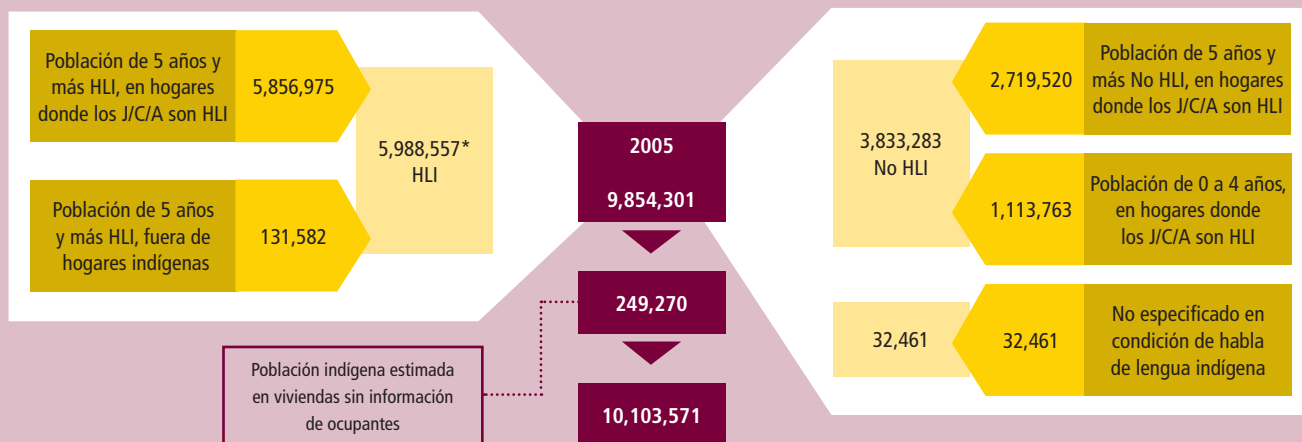 Población de 5 años y
más HLI, en hogares
donde los J/C/A son HLI
5,856,975
Población de 5 años
y más HLI, fuera de
hogares indígenas
131,582
5,988,557*
HLI
2005
9,854,301
249,270
10,103,571
Población indígena estimada
en viviendas sin información
de ocupantes
3,833,283
No HLI
2,719,520
Población de 5 años y
más No HLI, en hogares
donde los J/C/A son HLI
1,113,763
Población de 0 a 4 años,
en hogares donde
los J/C/A son HLI
32,461
32,461
No especificado en
condición de habla
de lengua indígena